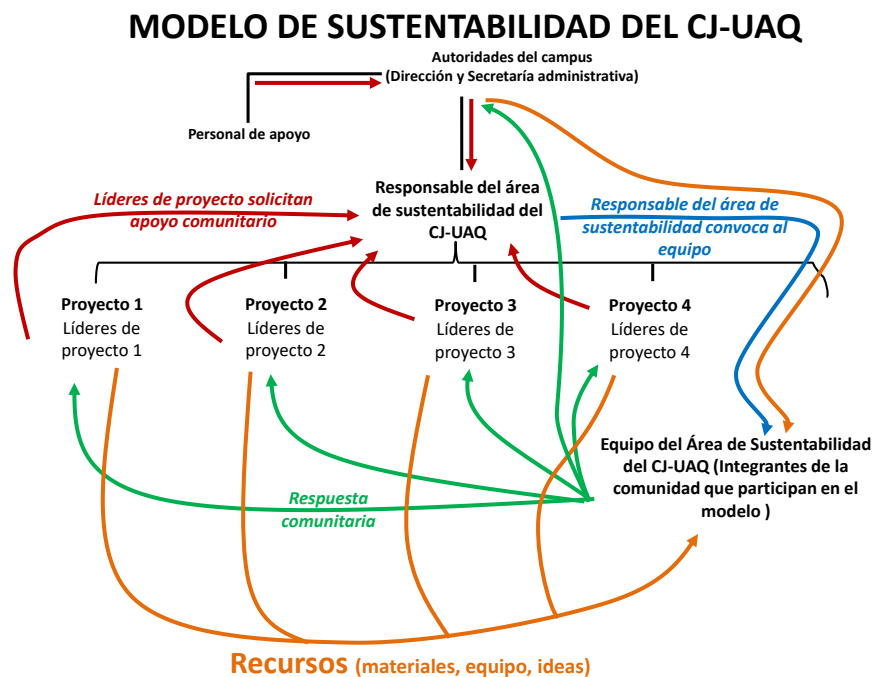 MODELO DE SUSTENTABILIDAD DEL CJ-UAQ
Autoridades del campus
(Dirección y Secretaría administrativa)
Personal de apoyo
Líderes de proyecto solicitan
apoyo comunitario
Responsable del área
de sustentabilidad del
CJ-UAQ
Responsable del área de
sustentabilidad convoca al
equipo
Proyecto 1
Líderes de
proyecto 1
Proyecto 2
Líderes de
proyecto 2
Proyecto 3
Líderes de
proyecto 3
Proyecto 4
Líderes de
proyecto 4
Equipo del Área de Sustentabilidad
del CJ-UAQ (Integrantes de la
comunidad que participan en el
modelo )
Respuesta
comunitaria
Recursos (materiales, equipo, ideas)